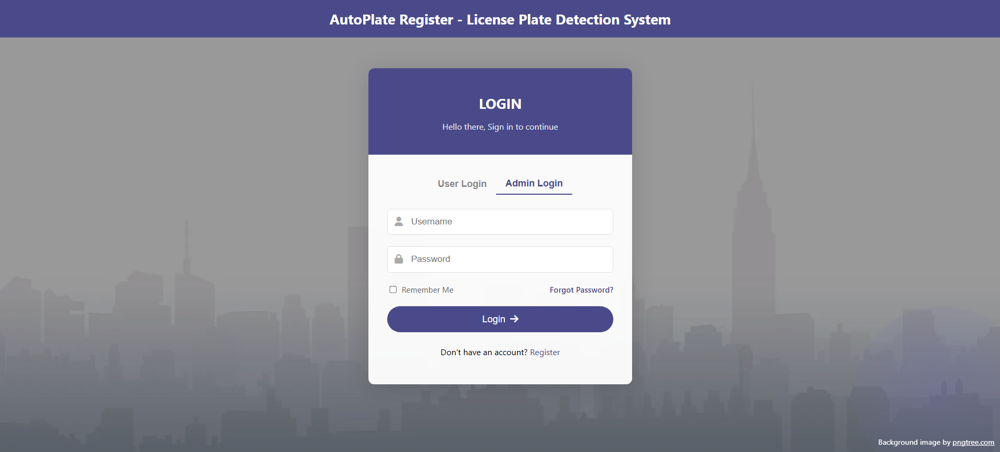 AutoPlate Register - License Plate Detection System
LOGIN
Hello there, Sign in to continue
User Login Admin Login
Username
Password
Remember Me Forgot Password?
Login
Don't have an account? Register
Background image by pngtree.com